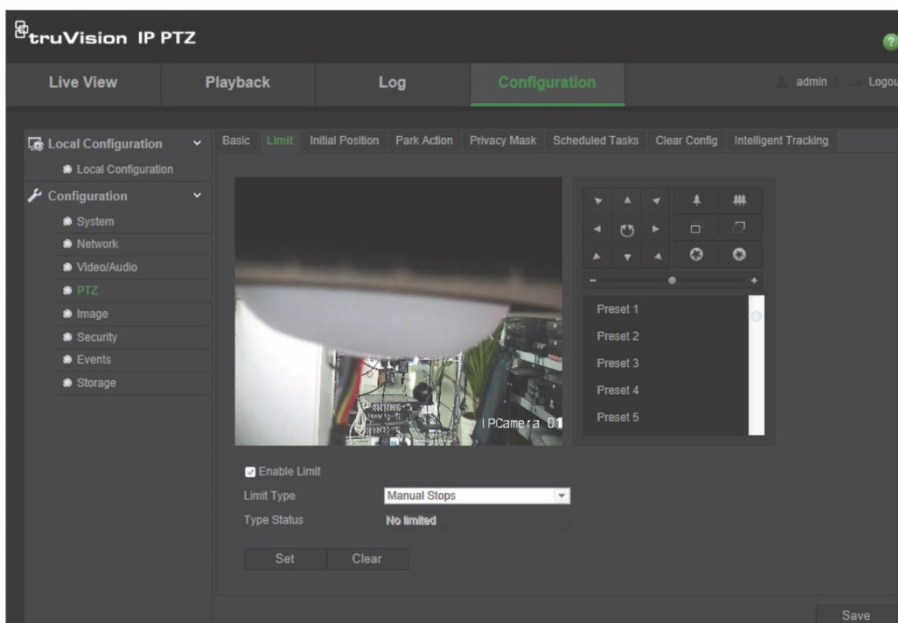 truVision IP PTZ
?
Live View Playback Log Configuration admin Logou
Local Configuration
Local Configuration
Configuration
System
Network
Video/Audio
PTZ
Image
Security
Events
Storage
Basic Limit Initial Position Park Action Privacy Mask Scheduled Tasks Clear Config Intelligent Tracking
IPCamera 01
Preset 1
Preset 2
Preset 3
Preset 4
Preset 5
Enable Limit
Limit Type Manual Stops
Type Status No limited
Set Clear
Save